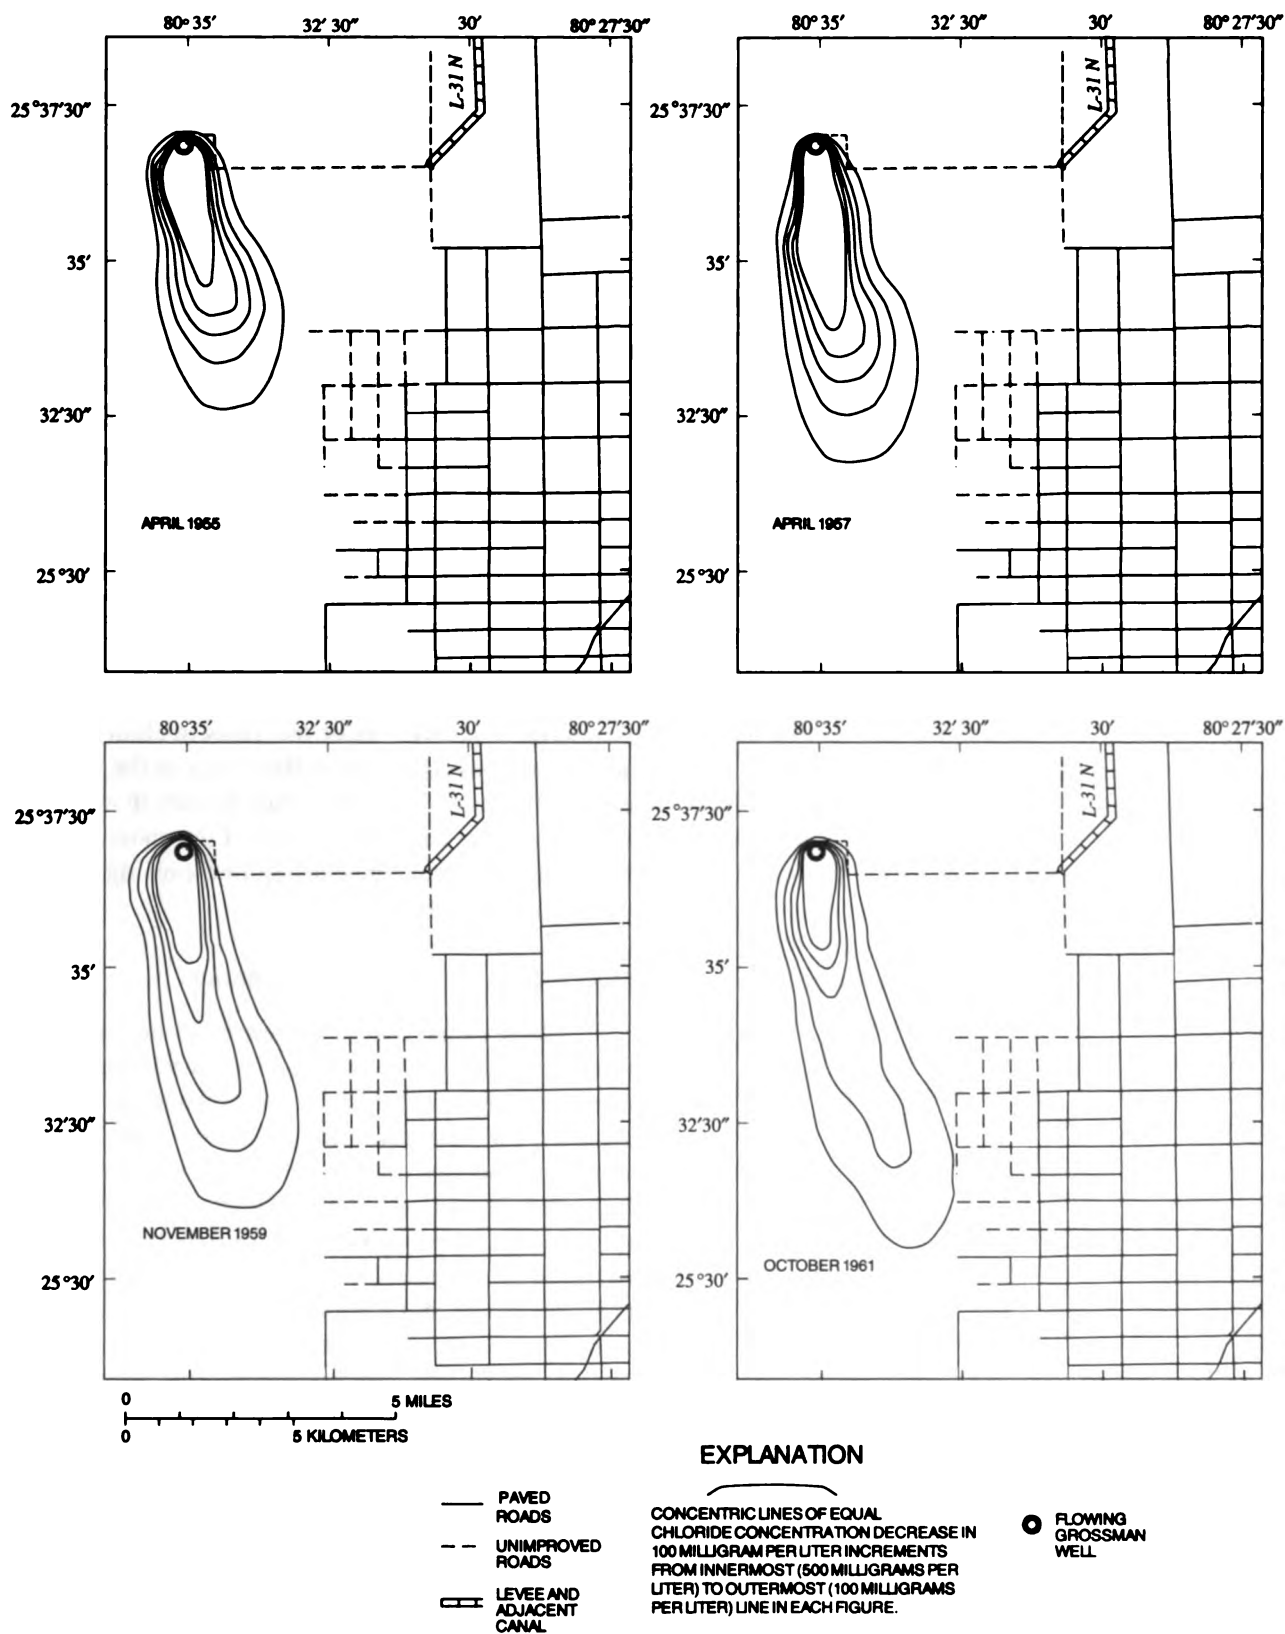 80°35′ 32′30″ 30′ 80°27′30″
80°35′ 32′30″ 30′ 80°27′30″
25°37′30″
L-31 N
35′
32′30″
APRIL 1955
25°30′
25°37′30″
L-31 N
35′
32′30″
APRIL 1957
25°30′
80°35′ 32′30″ 30′ 80°27′30″
80°35′ 32′30″ 30′ 80°27′30″
25°37′30″
L-31 N
35′
32′30″
NOVEMBER 1959
25°30′
25°37′30″
L-31 N
35′
32′30″
OCTOBER 1961
25°30′
0 5 MILES
0 5 KILOMETERS
EXPLANATION
PAVED
ROADS
UNIMPROVED
ROADS
LEVEE AND
ADJACENT
CANAL
CONCENTRIC LINES OF EQUAL
CHLORIDE CONCENTRATION DECREASE IN
100 MILLIGRAM PER LITER INCREMENTS
FROM INNERMOST (500 MILLIGRAMS PER
LITER) TO OUTERMOST (100 MILLIGRAMS
PER LITER) LINE IN EACH FIGURE.
FLOWING
GROSSMAN
WELL